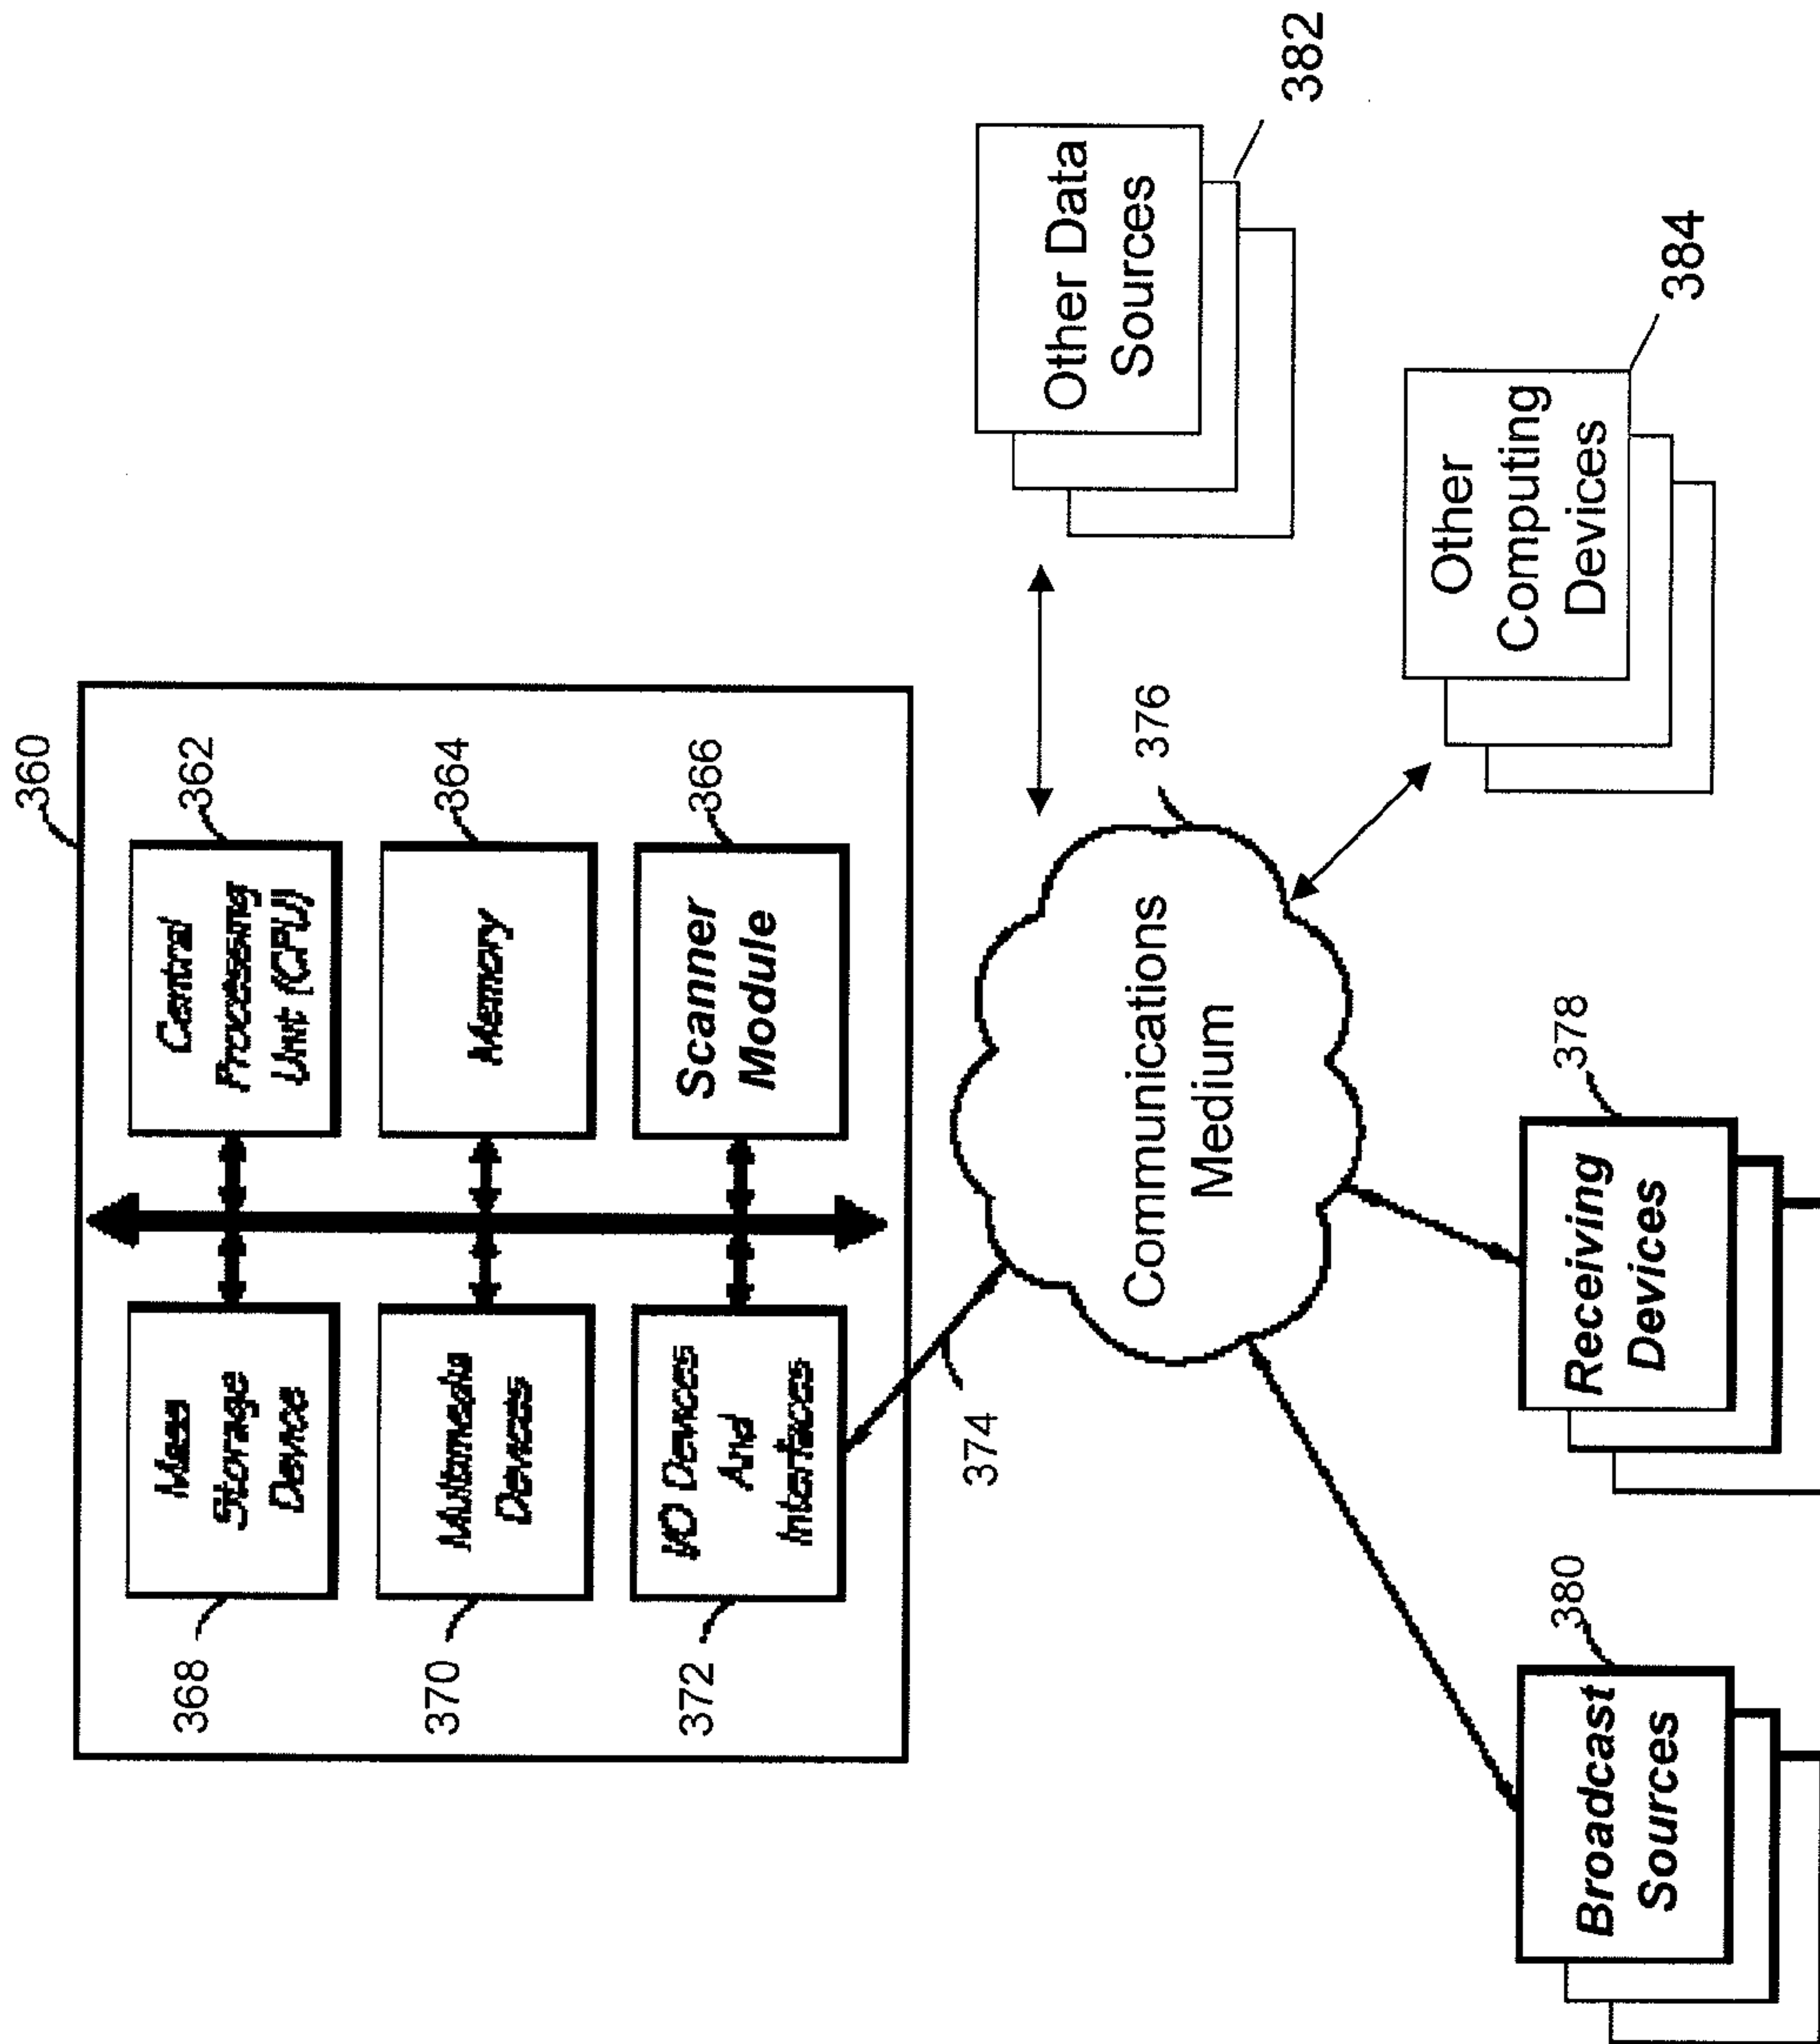 360
Mass
Storage
Device
368
Central
Processing
Unit (CPU)
362
Mutimedia
Devices
370
Memory
364
I/O Devices
And
Interfaces
372
Scanner
Module
366
374
Communications
Medium
376
Other Data
Sources
382
Other
Computing
Devices
384
Broadcast
Sources
380
Receiving
Devices
378